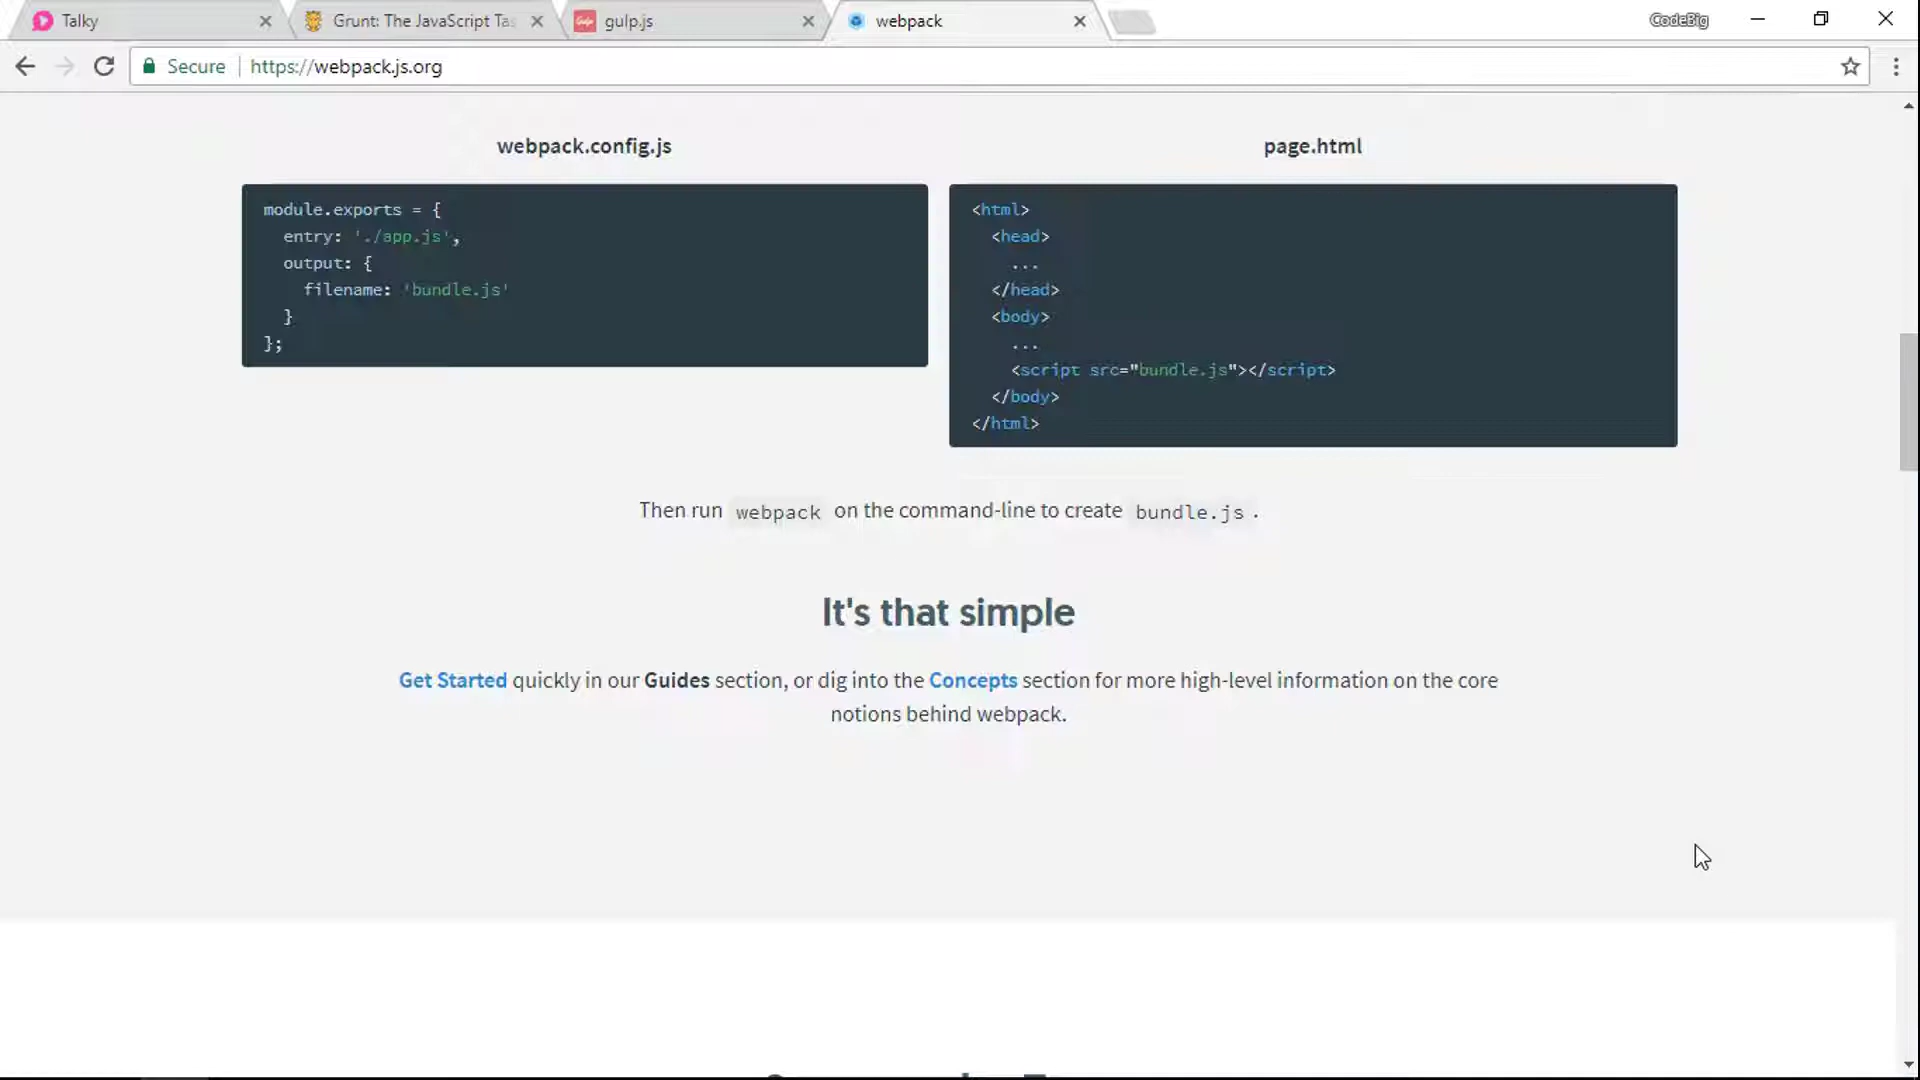 Talky
Grunt: The JavaScript Tas
gulp.js
webpack
CodeBig
Secure
https://webpack.js.org
webpack.config.js
module.exports = {
entry: './app.js',
output: {
filename: 'bundle.js'
}
};
page.html
<html>
<head>
...
</head>
<body>
...
<script src="bundle.js"></script>
</body>
</html>
Then run webpack on the command-line to create bundle.js .
It's that simple
Get Started quickly in our Guides section, or dig into the Concepts section for more high-level information on the core
notions behind webpack.